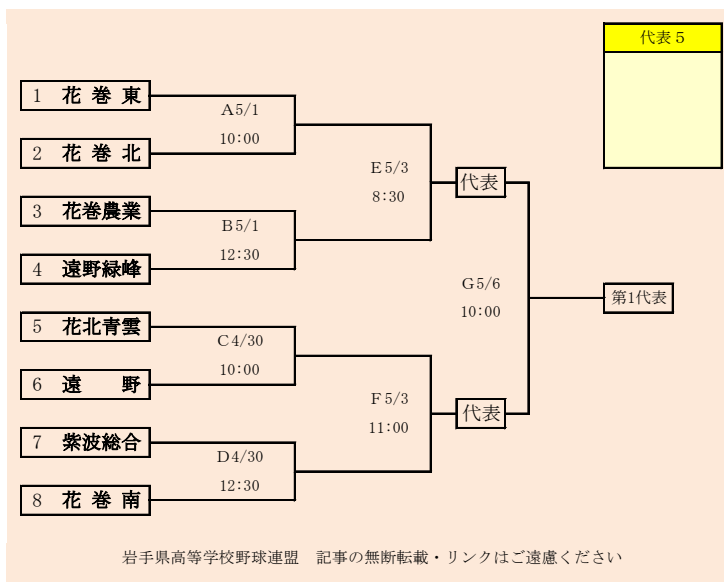 代表５
1 花 巻 東
A5/1
10:00
2 花 巻 北
E5/3
8:30
代表
3 花巻農業
B5/1
12:30
4 遠野緑峰
G5/6
10:00
第1代表
5 花北青雲
C4/30
10:00
6 遠　　野
F5/3
11:00
代表
7 紫波総合
D4/30
12:30
8 花 巻 南
岩手県高等学校野球連盟　記事の無断転載・リンクはご遠慮ください